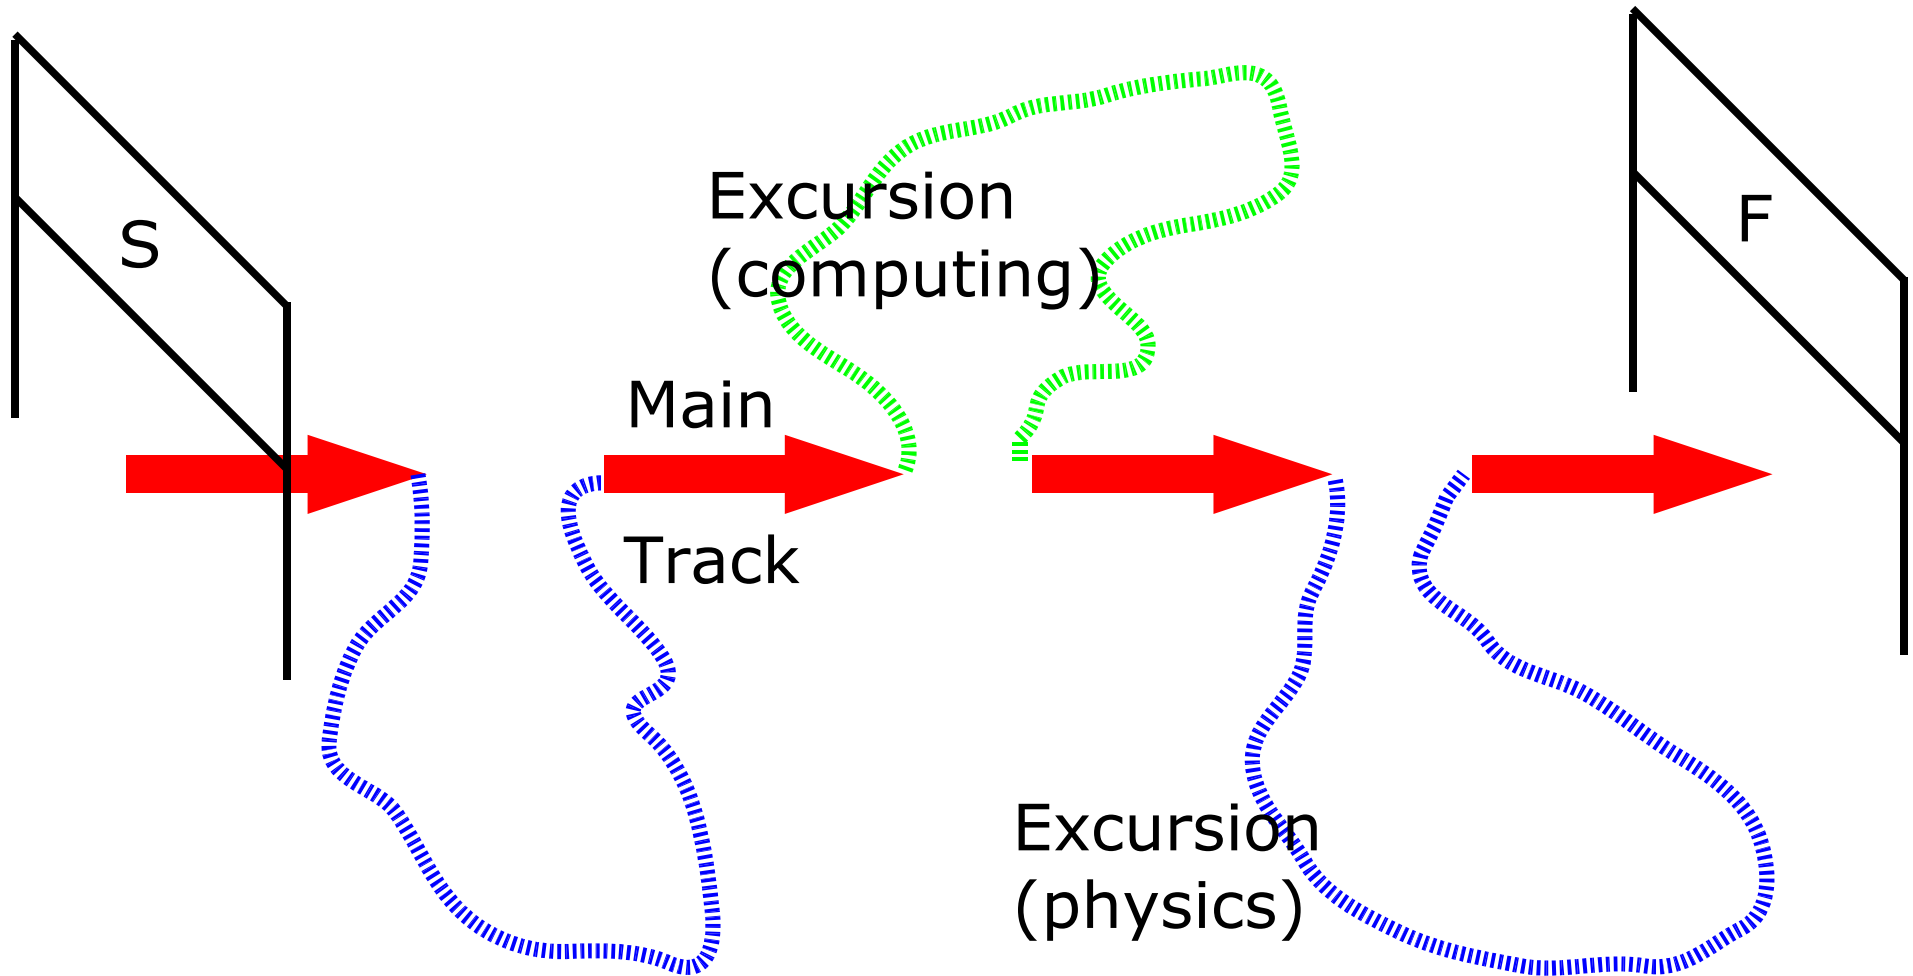 S
Excursion
(computing)
F
Main
Track
Excursion
(physics)